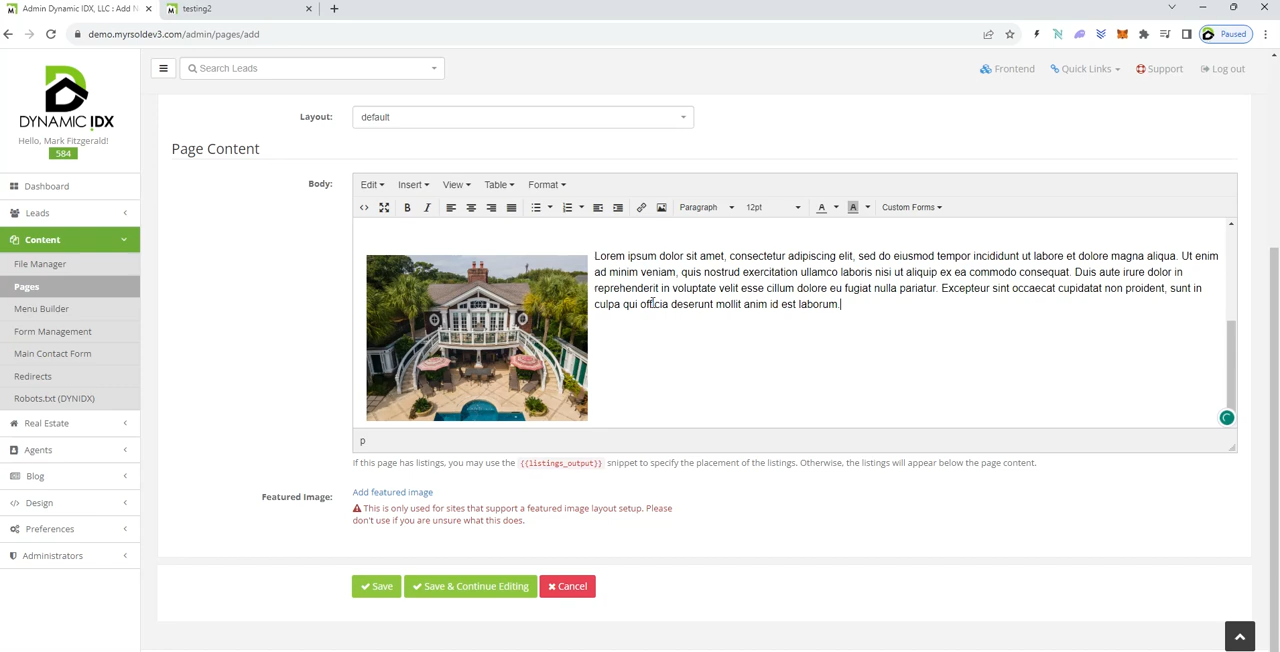 Admin Dynamic IDX, LLC : Add N
testing2
demo.myrsoldev3.com/admin/pages/add
Paused
DYNAMIC IDX
Hello, Mark Fitzgerald!
584
Search Leads
Frontend
Quick Links
Support
Log out
Dashboard
Leads
Content
File Manager
Pages
Menu Builder
Form Management
Main Contact Form
Redirects
Robots.txt (DYNIDX)
Real Estate
Agents
Blog
Design
Preferences
Administrators
Layout:
default
Page Content
Body:
Edit
Insert
View
Table
Format
B
I
Paragraph
12pt
A
A
Custom Forms
Lorem ipsum dolor sit amet, consectetur adipiscing elit, sed do eiusmod tempor incididunt ut labore et dolore magna aliqua. Ut enim
ad minim veniam, quis nostrud exercitation ullamco laboris nisi ut aliquip ex ea commodo consequat. Duis aute irure dolor in
reprehenderit in voluptate velit esse cillum dolore eu fugiat nulla pariatur. Excepteur sint occaecat cupidatat non proident, sunt in
culpa qui officia deserunt mollit anim id est laborum.
p
If this page has listings, you may use the {{listings_output}} snippet to specify the placement of the listings. Otherwise, the listings will appear below the page content.
Featured Image:
Add featured image
This is only used for sites that support a featured image layout setup. Please
don't use if you are unsure what this does.
Save
Save & Continue Editing
Cancel